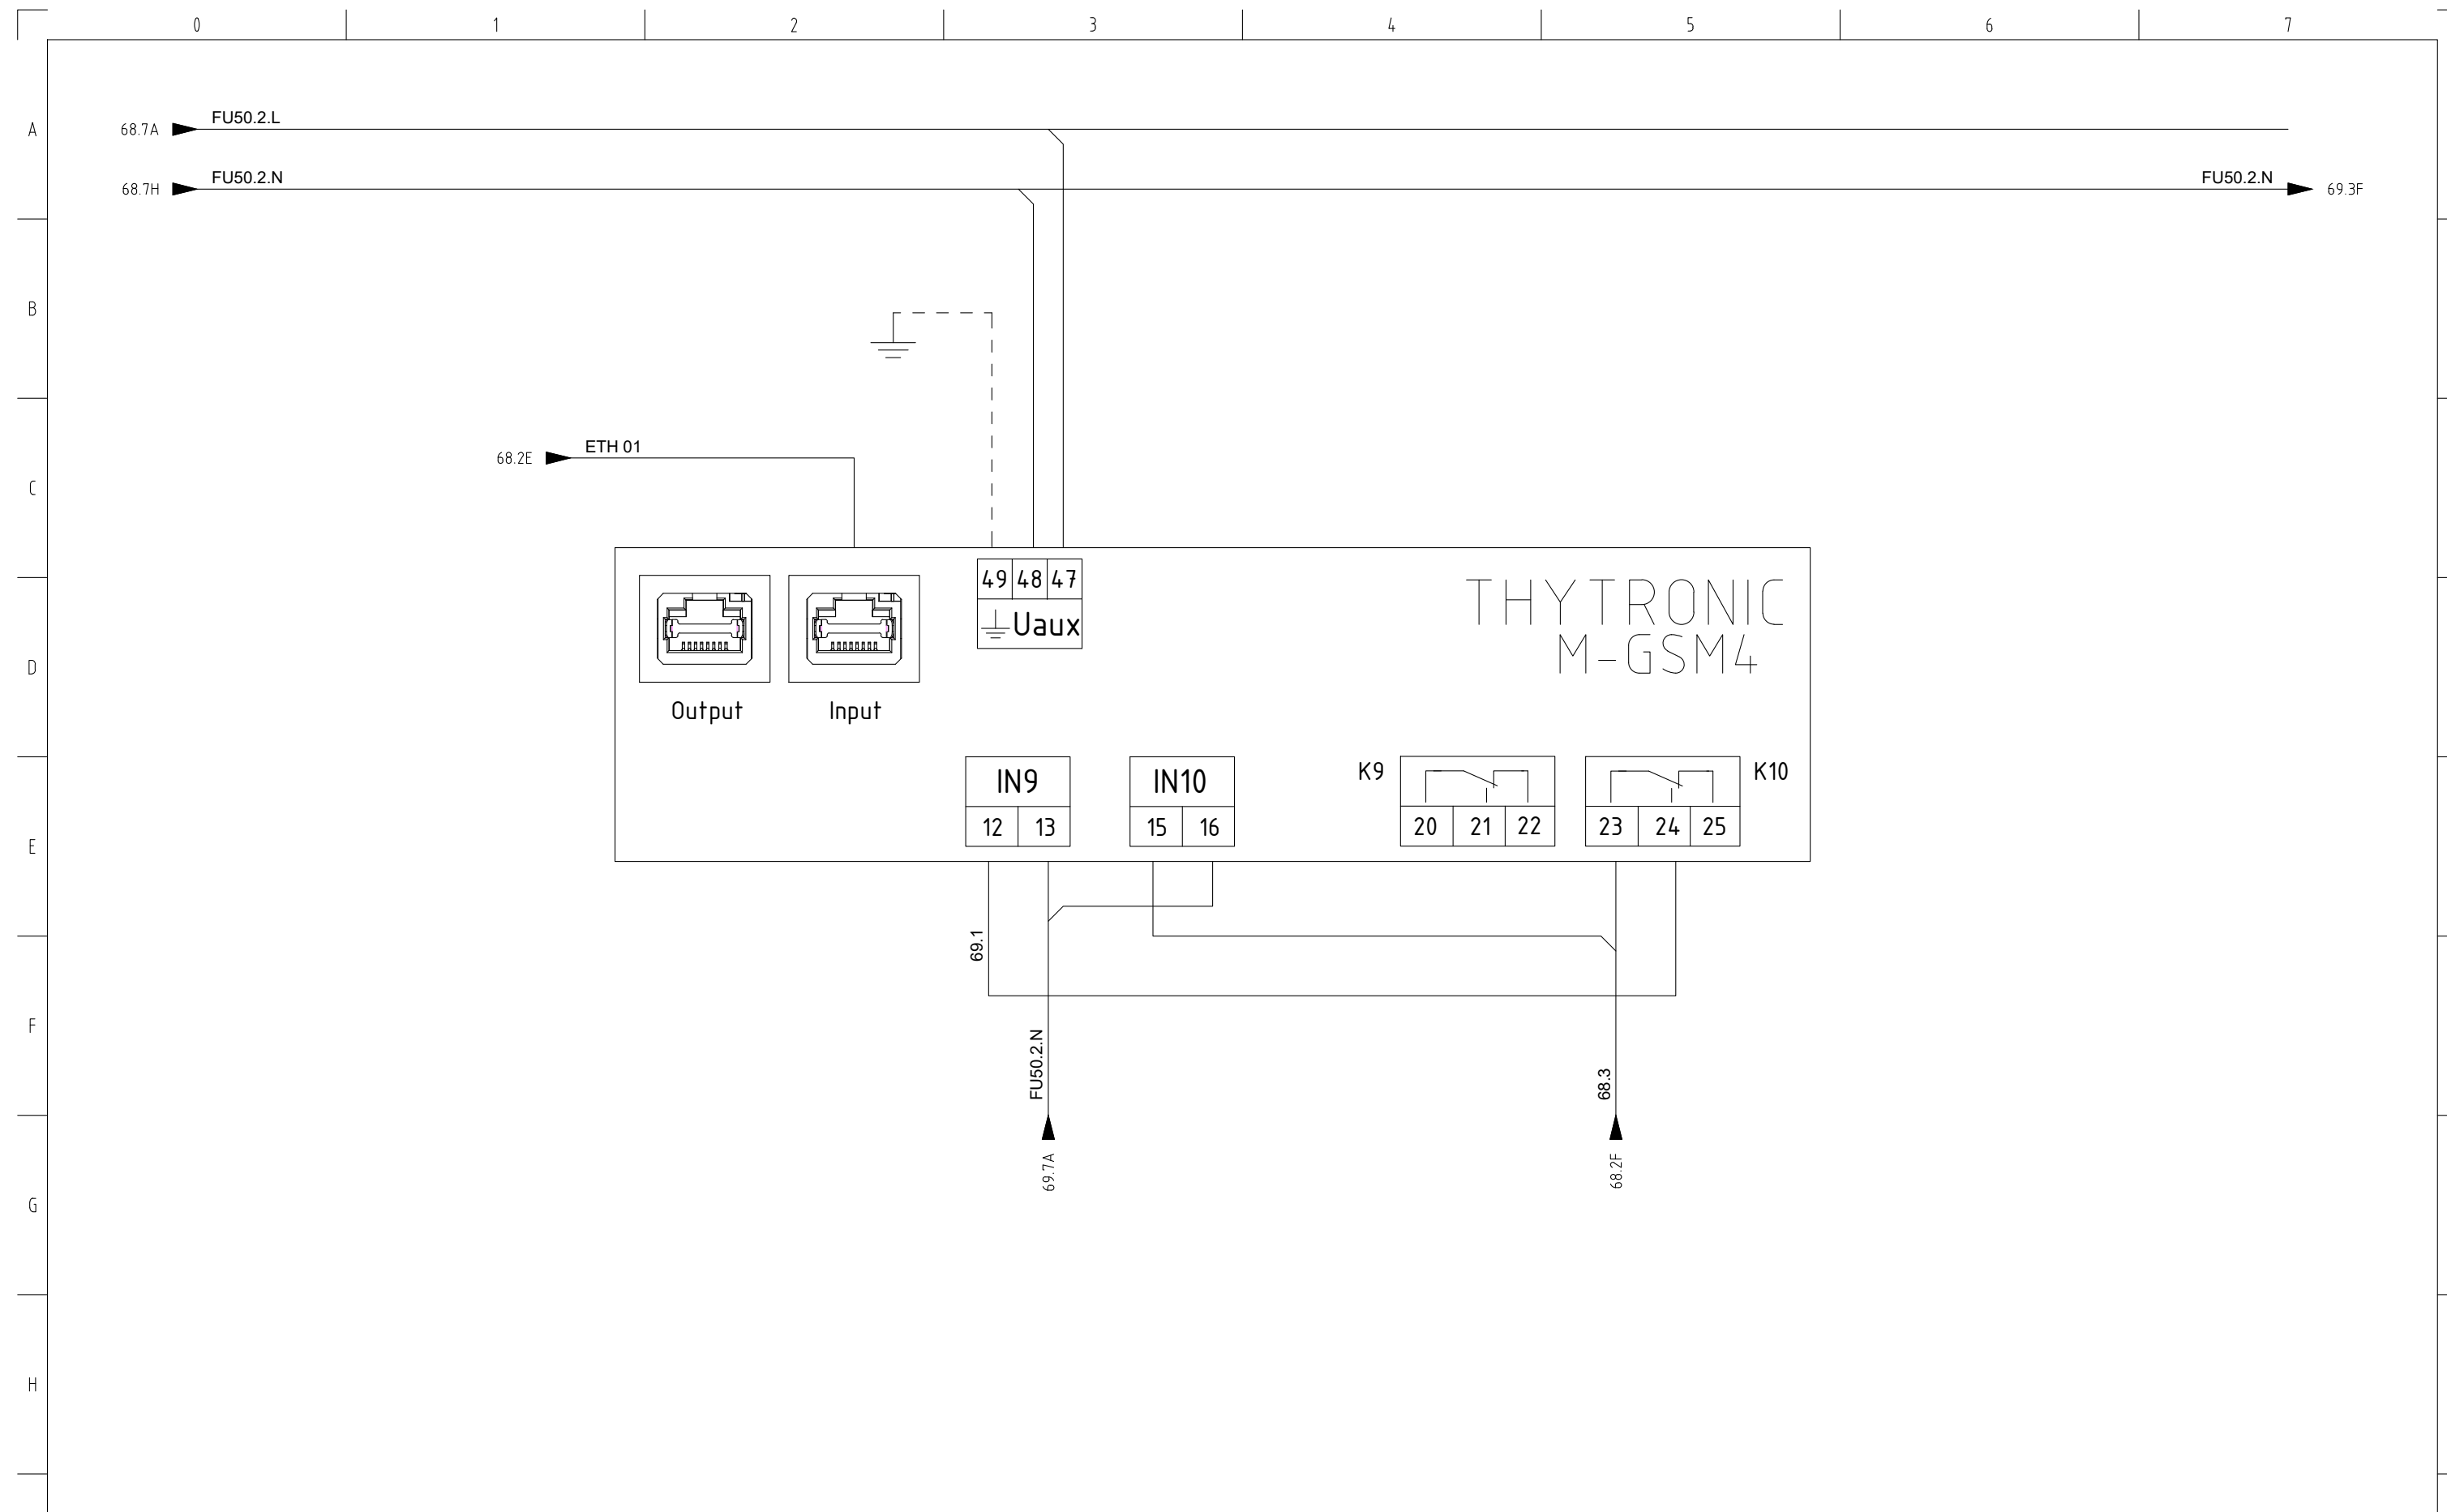 0 1 2 3 4 5 6 7
A
68.7A FU50.2.L
68.7H FU50.2.N FU50.2.N 69.3F
B
68.2E ETH 01
C
49 48 47
Uaux
THYTRONIC
M-GSM4
D
Output Input
IN9 IN10 K9 K10
12 13 15 16 20 21 22 23 24 25
E
69.1
F
FU50.2.N
68.3
69.7A
68.2F
G
H